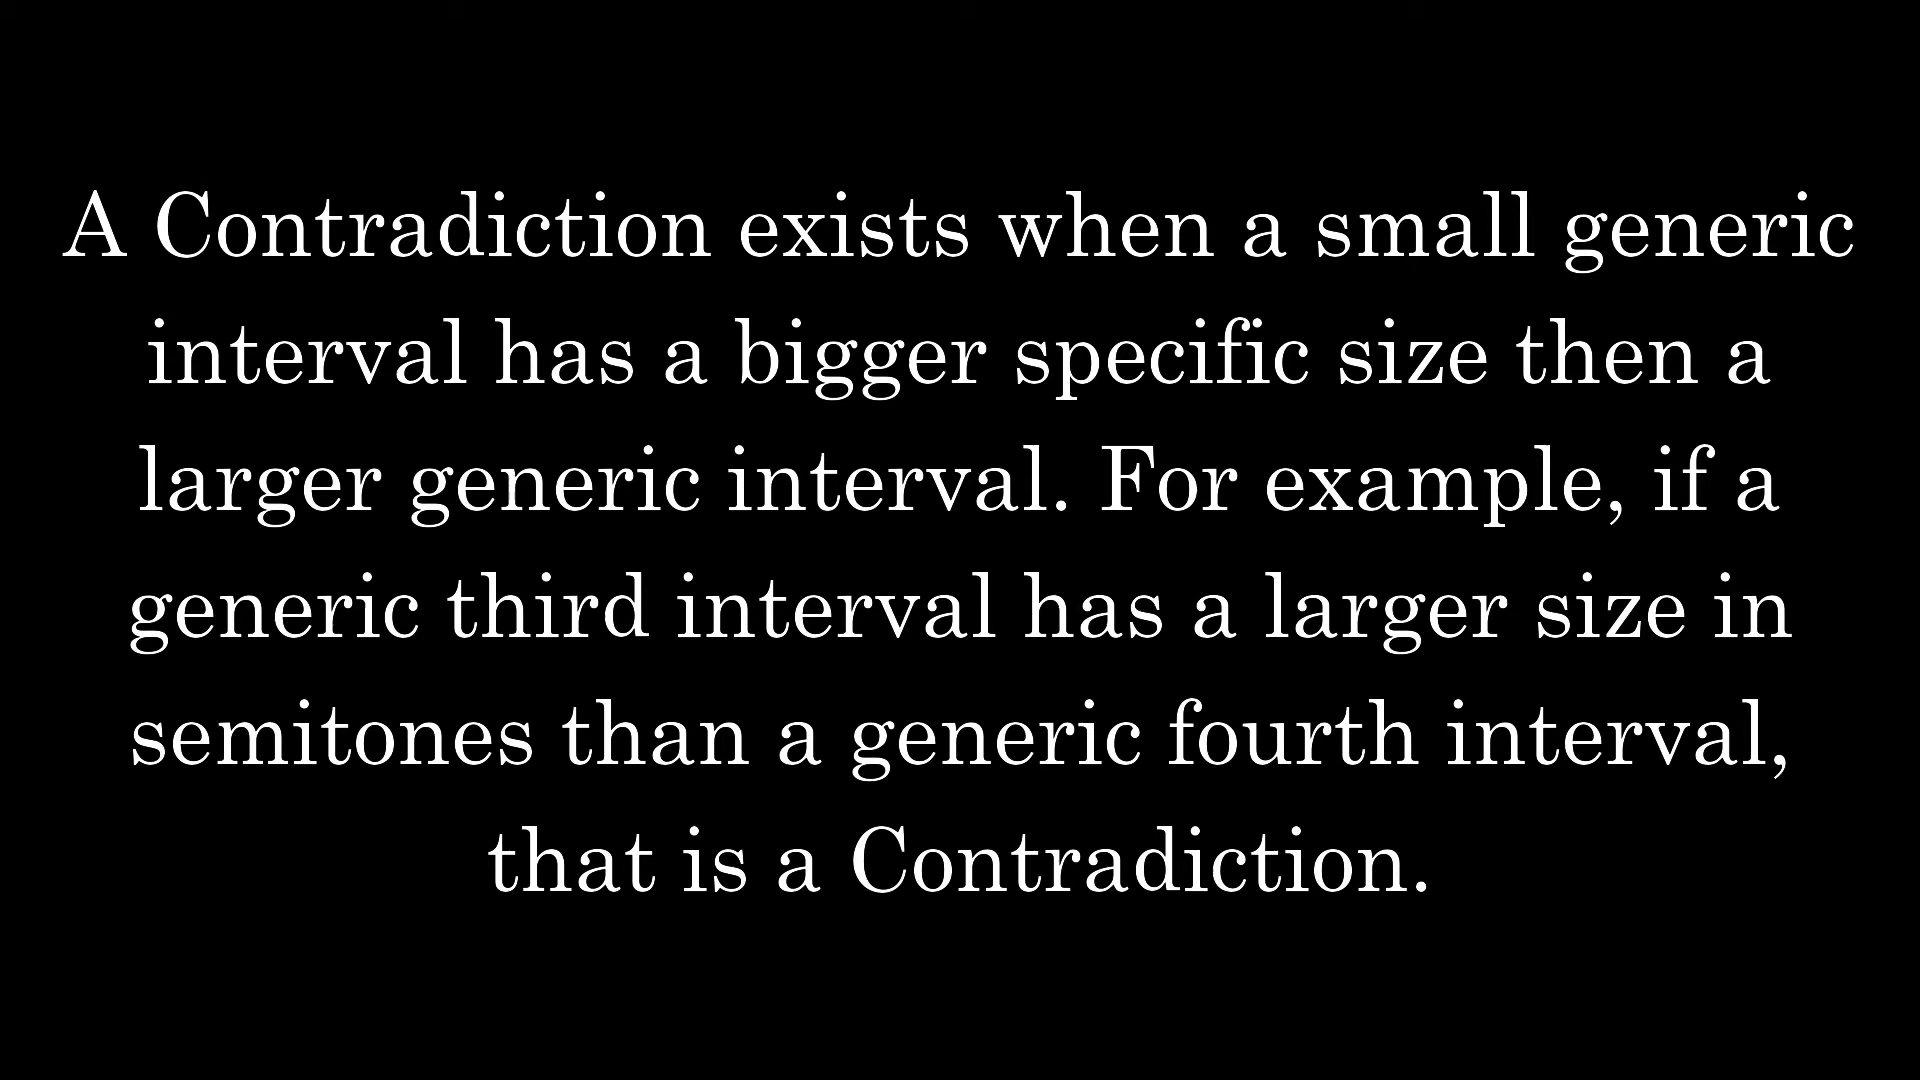 A Contradiction exists when a small generic
interval has a bigger specific size then a
larger generic interval. For example, if a
generic third interval has a larger size in
semitones than a generic fourth interval,
that is a Contradiction.